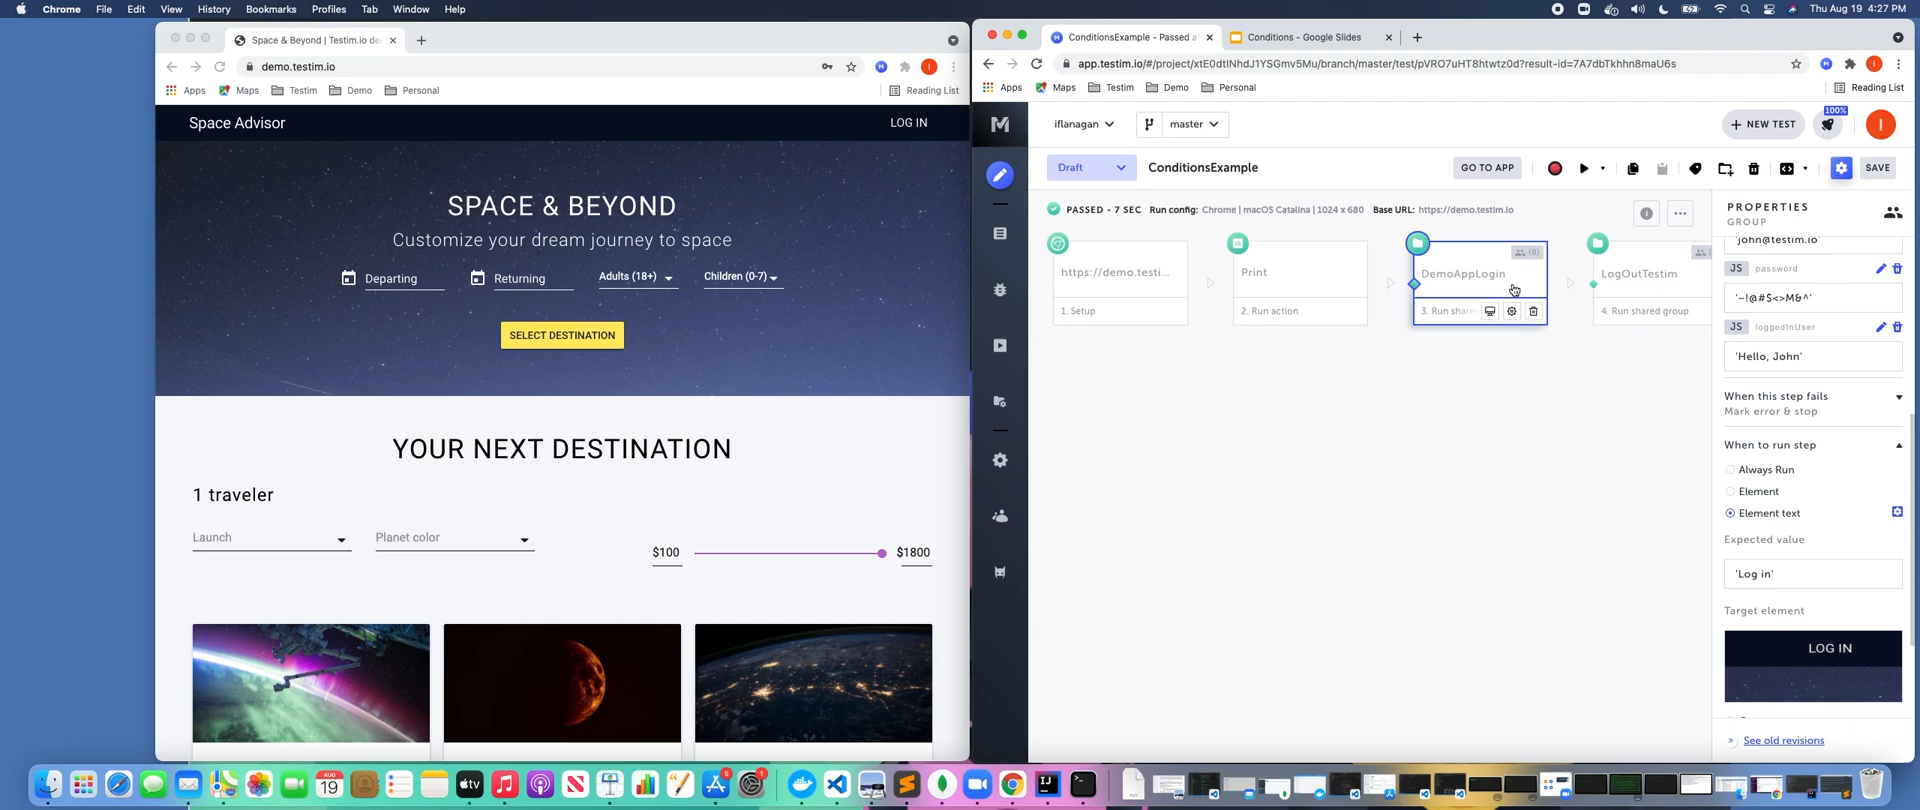 Chrome File Edit View History Bookmarks Profiles Tab Window Help
Thu Aug 19 4:27 PM
Space & Beyond | Testim.io de
demo.testim.io
Apps Maps Testim Demo Personal Reading List
Space Advisor
LOG IN
SPACE & BEYOND
Customize your dream journey to space
Departing Returning Adults (18+) Children (0-7)
SELECT DESTINATION
YOUR NEXT DESTINATION
1 traveler
Launch Planet color $100 $1800
ConditionsExample - Passed a
Conditions - Google Slides
app.testim.io/#/project/xtE0dtlNhdJ1YSGmv5Mu/branch/master/test/pVRO7uHT8htwtz0d?result-id=7A7dbTkhhn8maU6s
Apps Maps Testim Demo Personal Reading List
iflanagan master
NEW TEST
100%
I
Draft ConditionsExample GO TO APP SAVE
PASSED - 7 SEC Run config: Chrome | macOS Catalina | 1024 x 680 Base URL: https://demo.testim.io
https://demo.testi...
1. Setup
Print
2. Run action
(8)
DemoAppLogin
3. Run share
LogOutTestim
4. Run shared group
PROPERTIES
GROUP
'john@testim.io'
JS password
'~!@#$<>M&^'
JS loggedInUser
'Hello, John'
When this step fails
Mark error & stop
When to run step
Always Run
Element
Element text
Expected value
'Log in'
Target element
LOG IN
See old revisions
AUG
19
5
1